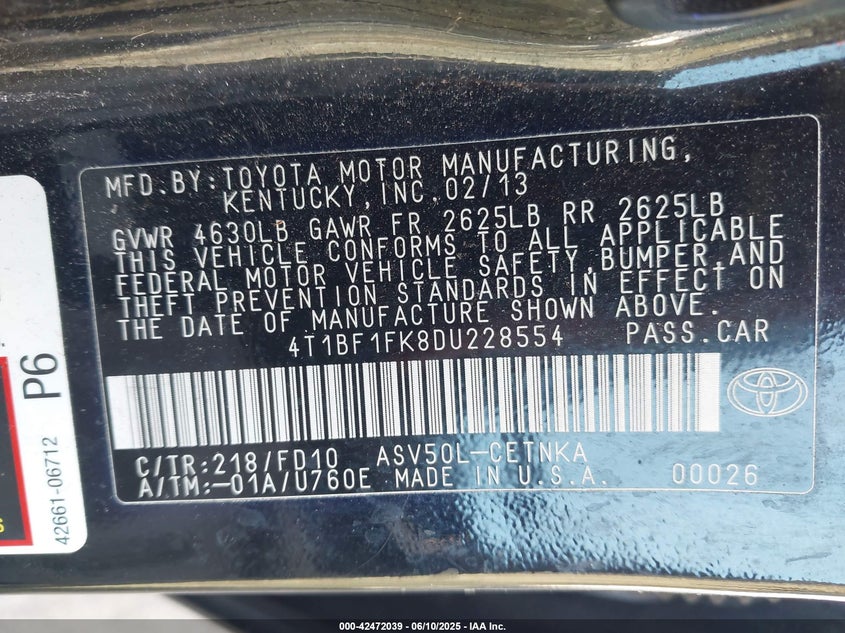 MFD.BY:TOYOTA MOTOR MANUFACTURING,
KENTUCKY,INC.02/13
GVWR 4630LB GAWR FR 2625LB RR 2625LB
THIS VEHICLE CONFORMS TO ALL APPLICABLE
FEDERAL MOTOR VEHICLE SAFETY,BUMPER,AND
THEFT PREVENTION STANDARDS IN EFFECT ON
THE DATE OF MANUFACTURE SHOWN ABOVE.
4T1BF1FK8DU228554 PASS.CAR
C/TR:218/FD10 ASV50L-CETNKA
A/TM:-01A/U760E MADE IN U.S.A. 00026
P6
42661-06712
000-42472039 - 06/10/2025 - IAA Inc.